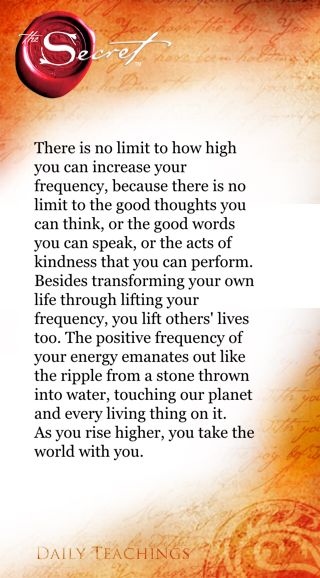 the Secret™
There is no limit to how high
you can increase your
frequency, because there is no
limit to the good thoughts you
can think, or the good words
you can speak, or the acts of
kindness that you can perform.
Besides transforming your own
life through lifting your
frequency, you lift others' lives
too. The positive frequency of
your energy emanates out like
the ripple from a stone thrown
into water, touching our planet
and every living thing on it.
As you rise higher, you take the
world with you.
DAILY TEACHINGS